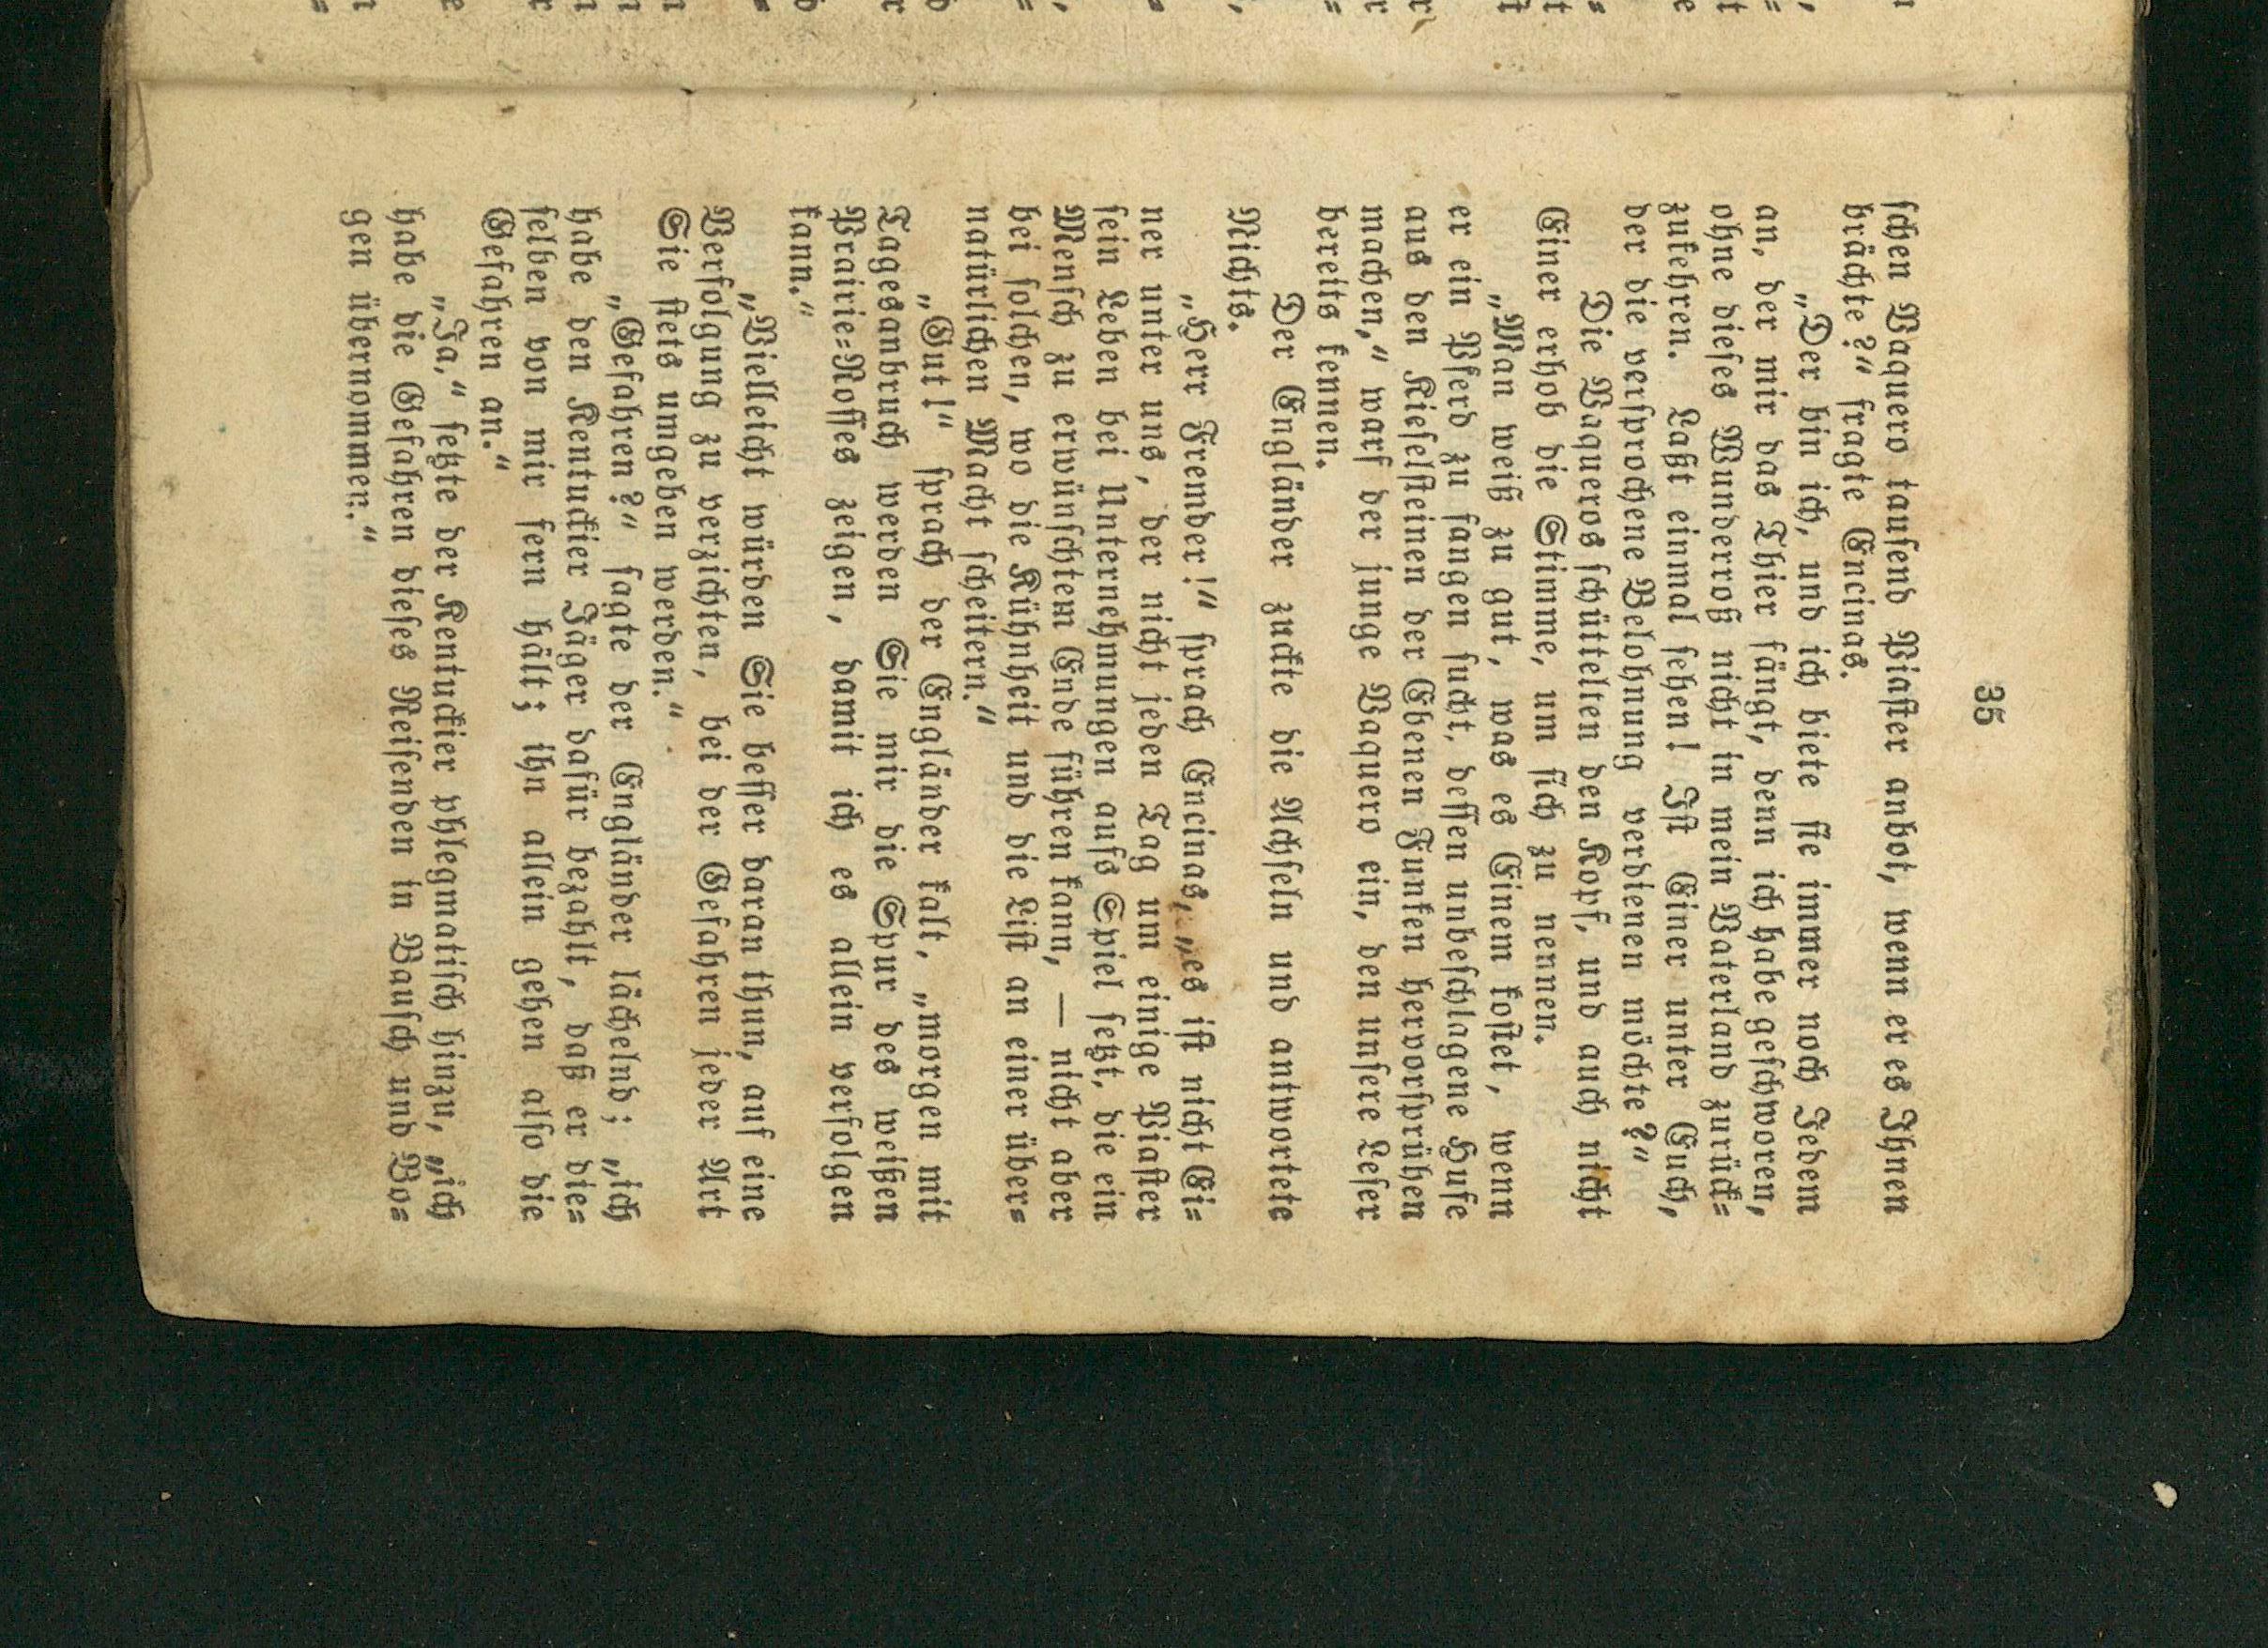 35
schen Vaquero tausend Piaster anbot, wenn er es Ihnen
brächte?" fragte Encinas.
„Der bin ich, und ich biete sie immer noch Jedem
an, der mir das Thier fängt, denn ich habe geschworen,
ohne dieses Wunderroß nicht in mein Vaterland zurück=
zukehren. Laßt einmal sehen! Ist Einer unter Euch,
der die versprochene Belohnung verdienen möchte?"
Die Vaqueros schüttelten den Kopf, und auch nicht
Einer erhob die Stimme, um sich zu nennen.
„Man weiß zu gut, was es Einem kostet, wenn
er ein Pferd zu fangen sucht, dessen unbeschlagene Hufe
aus den Kieselsteinen der Ebenen Funken hervorsprühen
machen," warf der junge Vaquero ein, den unsere Leser
bereits kennen.
Der Engländer zuckte die Achseln und antwortete
Nichts.
„Herr Fremder!" sprach Encinas, „es ist nicht Ei=
ner unter uns, der nicht jeden Tag um einige Piaster
sein Leben bei Unternehmungen aufs Spiel setzt, die ein
Mensch zu erwünschtem Ende führen kann, — nicht aber
bei solchen, wo die Kühnheit und die List an einer über=
natürlichen Macht scheitern."
„Gut!" sprach der Engländer kalt, „morgen mit
Tagesanbruch werden Sie mir die Spur des weißen
Prairie=Rosses zeigen, damit ich es allein verfolgen
kann."
„Vielleicht würden Sie besser daran thun, auf eine
Verfolgung zu verzichten, bei der Gefahren jeder Art
Sie stets umgeben werden."
„Gefahren?" sagte der Engländer lächelnd; „ich
habe den Kentuckier Jäger dafür bezahlt, daß er die=
selben von mir fern hält; ihn allein gehen also die
Gefahren an."
„Ja," setzte der Kentuckier phlegmatisch hinzu, „ich
habe die Gefahren dieses Reisenden in Bausch und Bo=
gen übernommen."